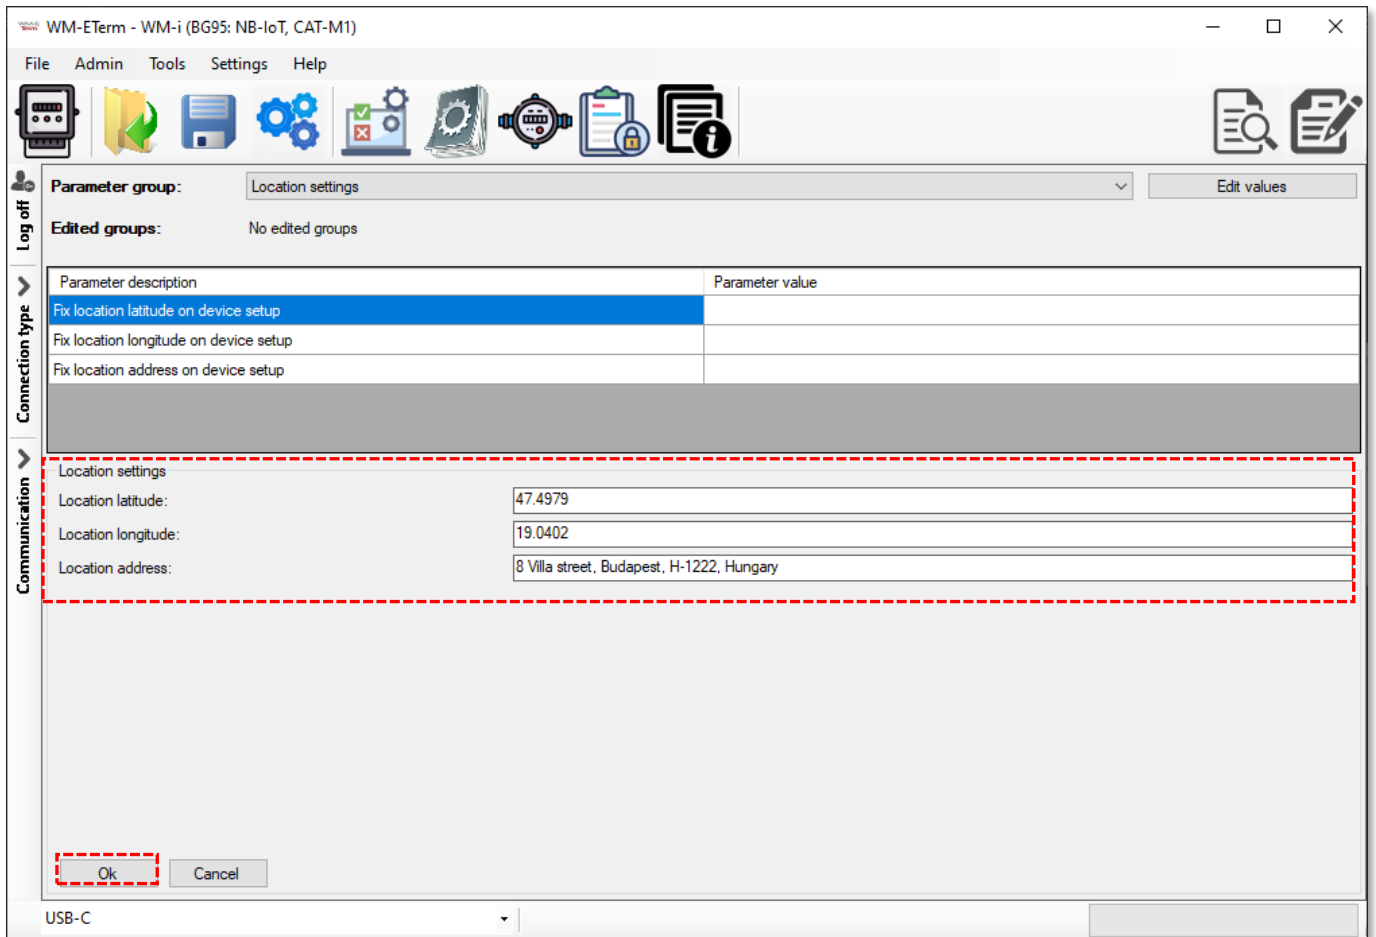 WM-ETerm - WM-i (BG95: NB-IoT, CAT-M1)
File Admin Tools Settings Help
Log off
Connection type
Communication
Parameter group: Location settings Edit values
Edited groups: No edited groups
Parameter description Parameter value
Fix location latitude on device setup
Fix location longitude on device setup
Fix location address on device setup
Location settings
Location latitude: 47.4979
Location longitude: 19.0402
Location address: 8 Villa street, Budapest, H-1222, Hungary
Ok Cancel
USB-C